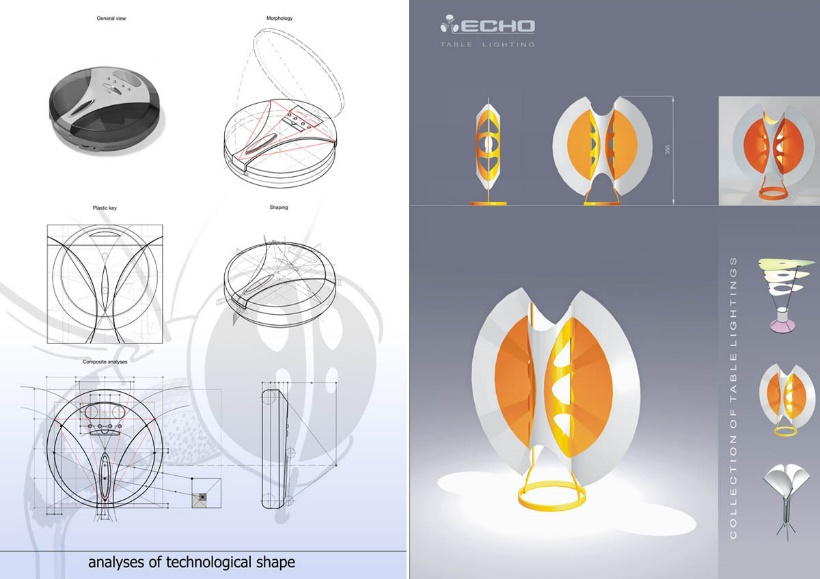 General view
Morphology
Plastic key
Shaping
Composite analyses
analyses of technological shape
ECHO
TABLE LIGHTING
COLLECTION OF TABLE LIGHTINGS